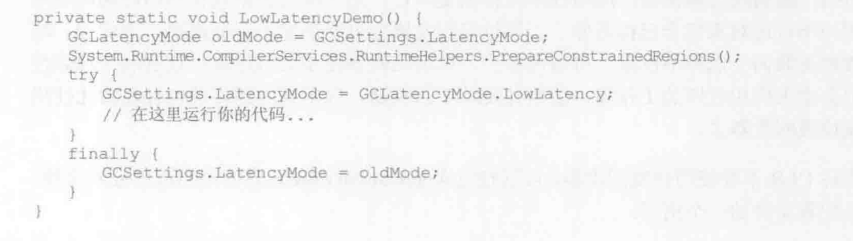 private static void LowLatencyDemo() {
    GCLatencyMode oldMode = GCSettings.LatencyMode;
    System.Runtime.CompilerServices.RuntimeHelpers.PrepareConstrainedRegions();
    try {
        GCSettings.LatencyMode = GCLatencyMode.LowLatency;
        // 在这里运行你的代码...
    }
    finally {
        GCSettings.LatencyMode = oldMode;
    }
}